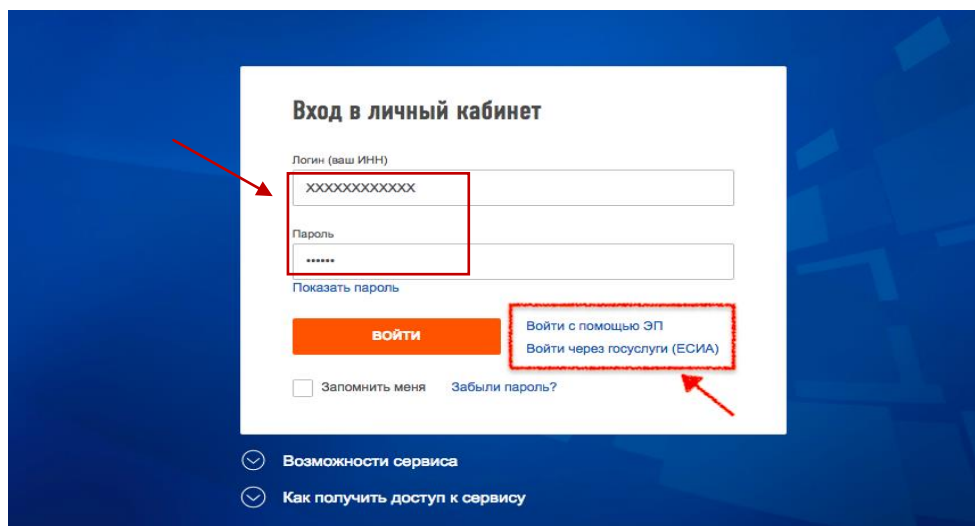 Вход в личный кабинет
Логин (ваш ИНН)
XXXXXXXXXXXX
Пароль
••••••
Показать пароль
ВОЙТИ
Войти с помощью ЭП
Войти через госуслуги (ЕСИА)
Запомнить меня
Забыли пароль?
Возможности сервиса
Как получить доступ к сервису